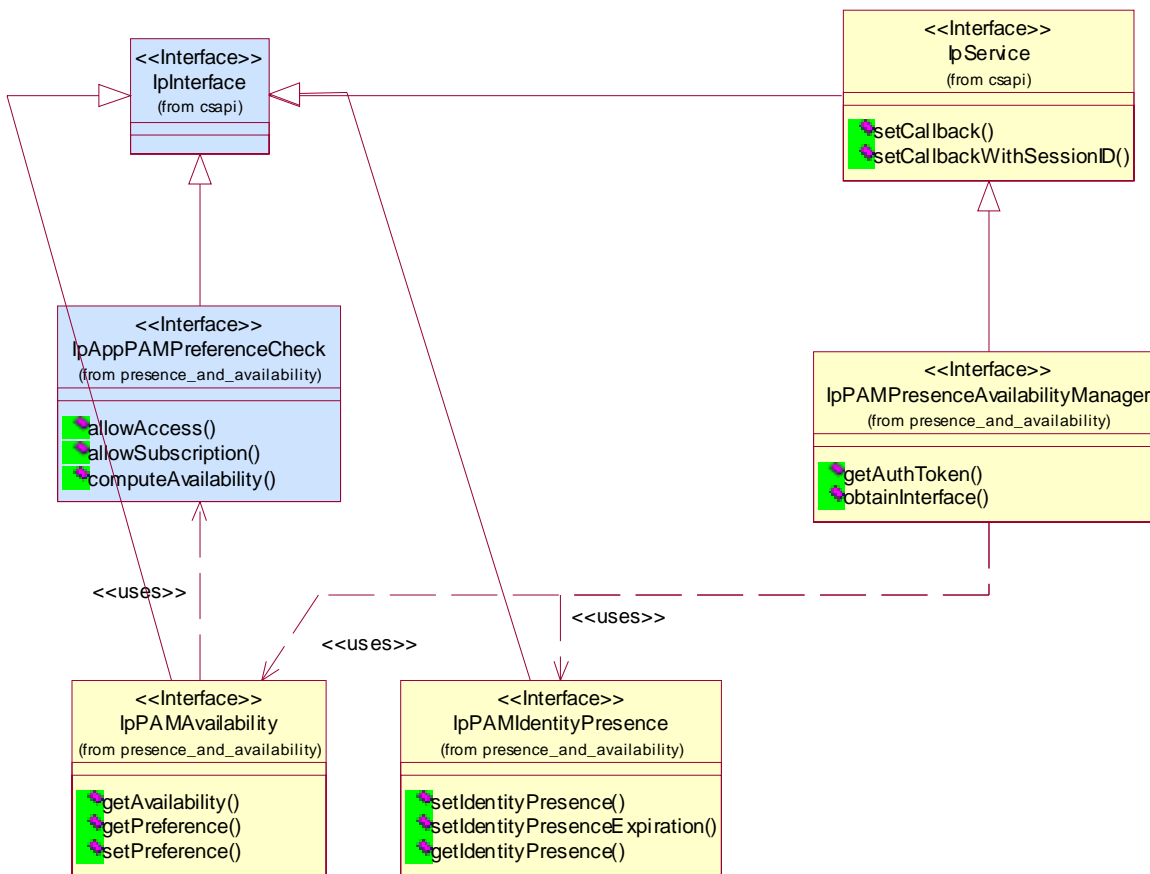 <<Interface>>
IpInterface
(from csapi)
<<Interface>>
IpService
(from csapi)
setCallback()
setCallbackWithSessionID()
<<Interface>>
IpAppPAMPreferenceCheck
(from presence_and_availability)
allowAccess()
allowSubscription()
computeAvailability()
<<Interface>>
IpPAMPresenceAvailabilityManager
(from presence_and_availability)
getAuthToken()
obtainInterface()
<<uses>>
<<uses>>
<<uses>>
<<Interface>>
IpPAMAvailability
(from presence_and_availability)
getAvailability()
getPreference()
setPreference()
<<Interface>>
IpPAMIdentityPresence
(from presence_and_availability)
setIdentityPresence()
setIdentityPresenceExpiration()
getIdentityPresence()